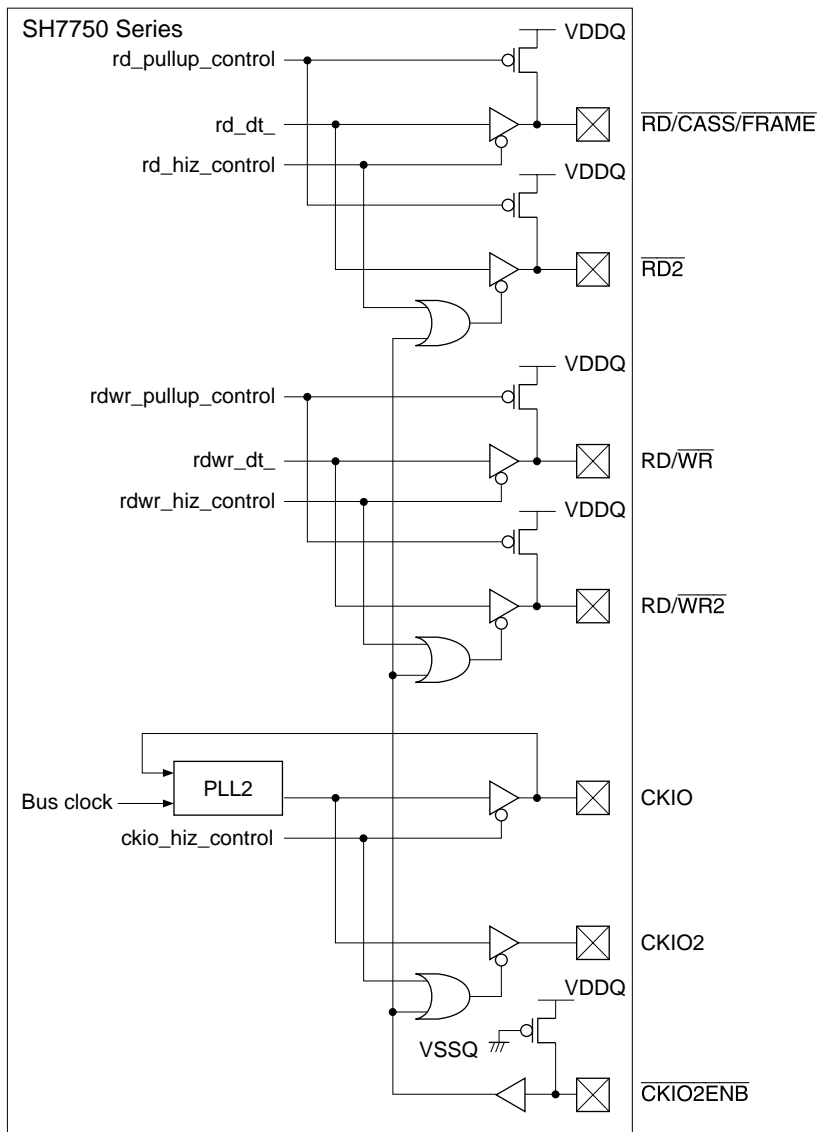 SH7750 Series
VDDQ
rd_pullup_control
rd_dt_
RD/CASS/FRAME
rd_hiz_control
VDDQ
RD2
VDDQ
rdwr_pullup_control
rdwr_dt_
RD/WR
rdwr_hiz_control
VDDQ
RD/WR2
PLL2
Bus clock
CKIO
ckio_hiz_control
CKIO2
VDDQ
VSSQ
CKIO2ENB